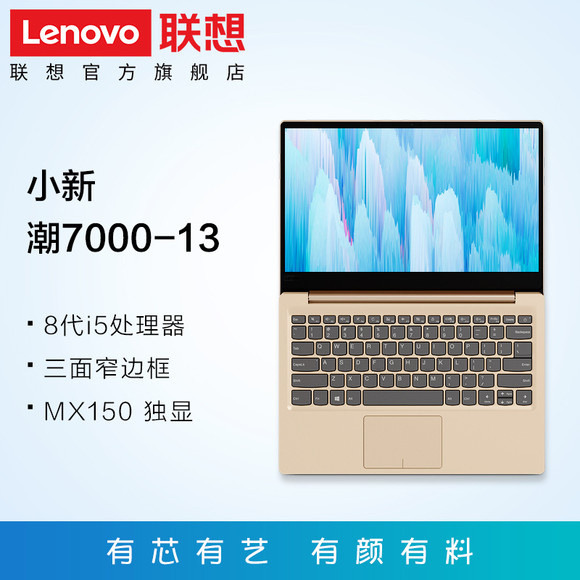 Lenovo 联想
联想官方旗舰店
小新
潮7000-13
8代i5处理器
三面窄边框
MX150 独显
有芯有艺 有颜有料